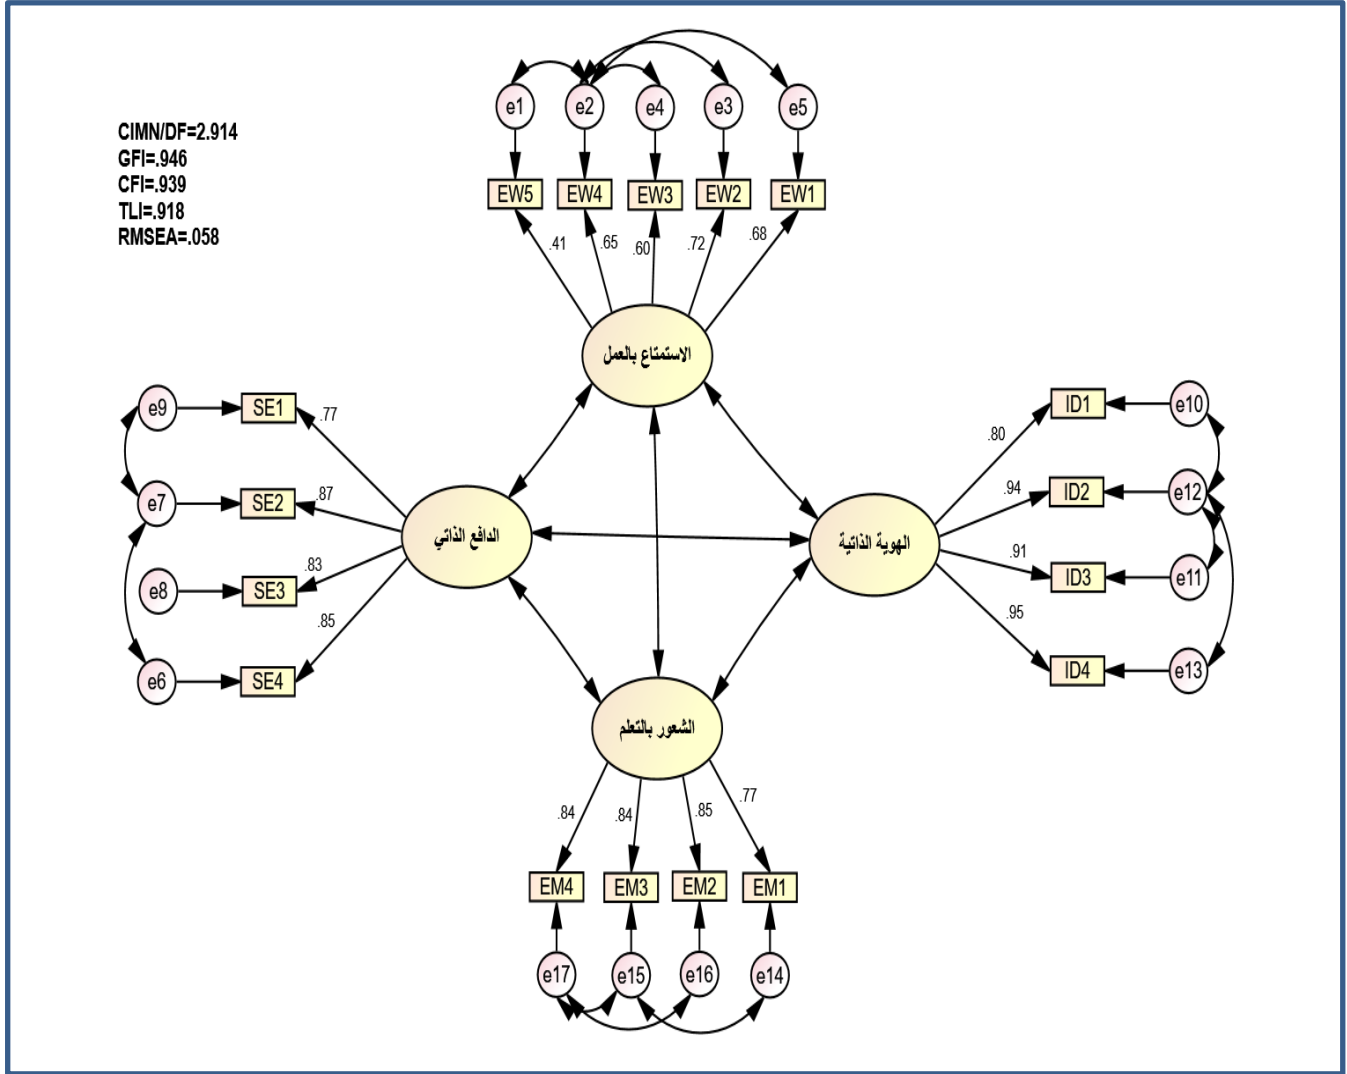 CIMN/DF=2.914
GFI=.946
CFI=.939
TLI=.918
RMSEA=.058
e1 e2 e4 e3 e5
EW5 EW4 EW3 EW2 EW1
.41 .65 .60 .72 .68
الاستمتاع بالعمل
e9 SE1 .77
e7 SE2 .87
e8 SE3 .83
e6 SE4 .85
الدافع الذاتي
الهوية الذاتية
.80 ID1 e10
.94 ID2 e12
.91 ID3 e11
.95 ID4 e13
الشعور بالتعلم
.84 .84 .85 .77
EM4 EM3 EM2 EM1
e17 e15 e16 e14